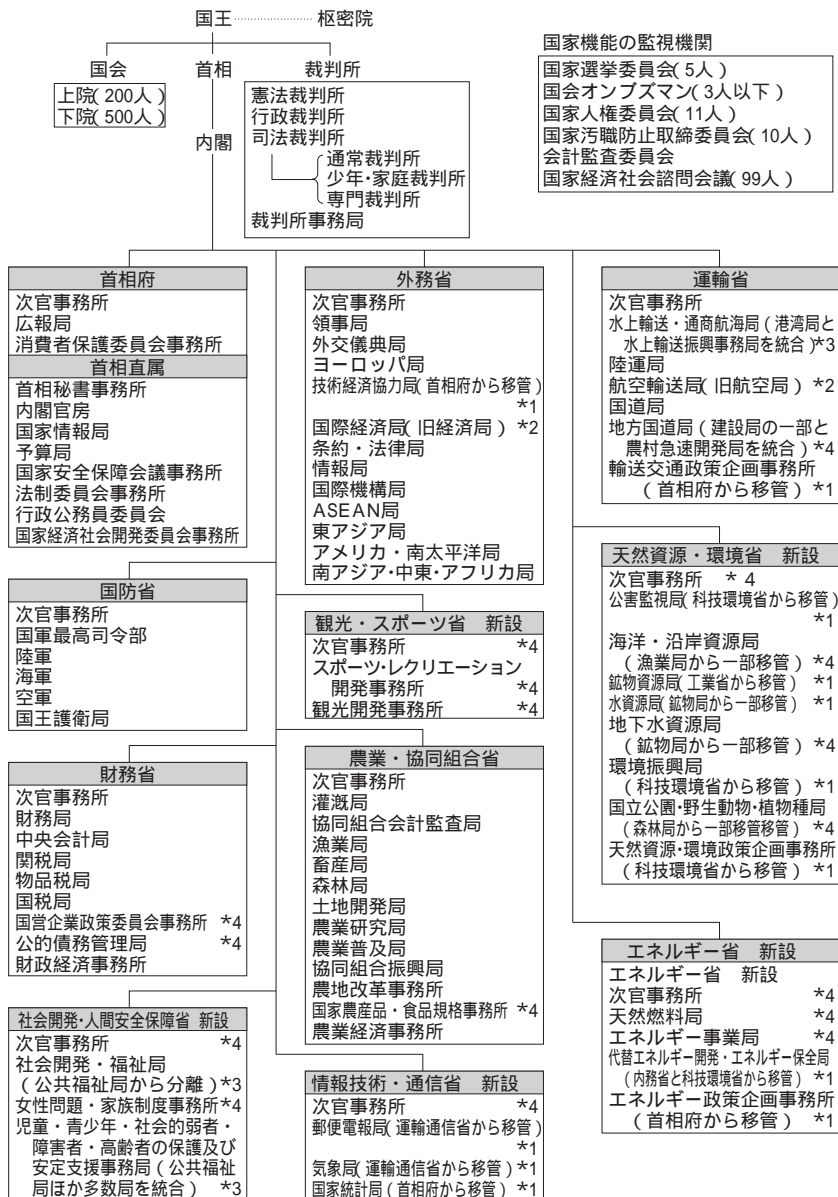 国王 枢密院
国会
首相
裁判所
上院(200人)
下院(500人)
内閣
憲法裁判所
行政裁判所
司法裁判所
通常裁判所
少年・家庭裁判所
専門裁判所
裁判所事務局
国家機能の監視機関
国家選挙委員会(5人)
国会オンブズマン(3人以下)
国家人権委員会(11人)
国家汚職防止取締委員会(10人)
会計監査委員会
国家経済社会諮問会議(99人)
首相府
次官事務所
広報局
消費者保護委員会事務所
首相直属
首相秘書事務所
内閣官房
国家情報局
予算局
国家安全保障会議事務所
法制委員会事務所
行政公務員委員会
国家経済社会開発委員会事務所
国防省
次官事務所
国軍最高司令部
陸軍
海軍
空軍
国王護衛局
財務省
次官事務所
財務局
中央会計局
関税局
物品税局
国税局
国営企業政策委員会事務所 *4
公的債務管理局 *4
財政経済事務所
社会開発・人間安全保障省 新設
次官事務所 *4
社会開発・福祉局
(公共福祉局から分離)*3
女性問題・家族制度事務所*4
児童・青少年・社会的弱者・
障害者・高齢者の保護及び
安定支援事務局(公共福祉
局ほか多数局を統合) *3
外務省
次官事務所
領事局
外交儀典局
ヨーロッパ局
技術経済協力局(首相府から移管)
*1
国際経済局(旧経済局) *2
条約・法律局
情報局
国際機構局
ASEAN局
東アジア局
アメリカ・南太平洋局
南アジア・中東・アフリカ局
観光・スポーツ省 新設
次官事務所 *4
スポーツ・レクリエーション
開発事務所 *4
観光開発事務所 *4
農業・協同組合省
次官事務所
灌漑局
協同組合会計監査局
漁業局
畜産局
森林局
土地開発局
農業研究局
農業普及局
協同組合振興局
農地改革事務所
国家農産品・食品規格事務所 *4
農業経済事務所
情報技術・通信省 新設
次官事務所 *4
郵便電報局(運輸通信省から移管)
*1
気象局(運輸通信省から移管)*1
国家統計局(首相府から移管) *1
運輸省
次官事務所
水上輸送・通商航海局(港湾局と
水上輸送振興事務局を統合)*3
陸運局
航空輸送局(旧航空局) *2
国道局
地方国道局(建設局の一部と
農村急速開発局を統合)*4
輸送交通政策企画事務所
(首相府から移管) *1
天然資源・環境省 新設
次官事務所 *4
公害監視局(科技環境省から移管)
*1
海洋・沿岸資源局
(漁業局から一部移管) *4
鉱物資源局(工業省から移管) *1
水資源局(鉱物局から一部移管) *1
地下水資源局
(鉱物局から一部移管) *4
環境振興局
(科技環境省から移管) *1
国立公園・野生動物・植物種局
(森林局から一部移管移管) *4
天然資源・環境政策企画事務所
(科技環境省から移管) *1
エネルギー省 新設
エネルギー省 新設
次官事務所 *4
天然燃料局 *4
エネルギー事業局 *4
代替エネルギー開発・エネルギー保全局
(内務省と科技環境省から移管) *1
エネルギー政策企画事務所
(首相府から移管) *1